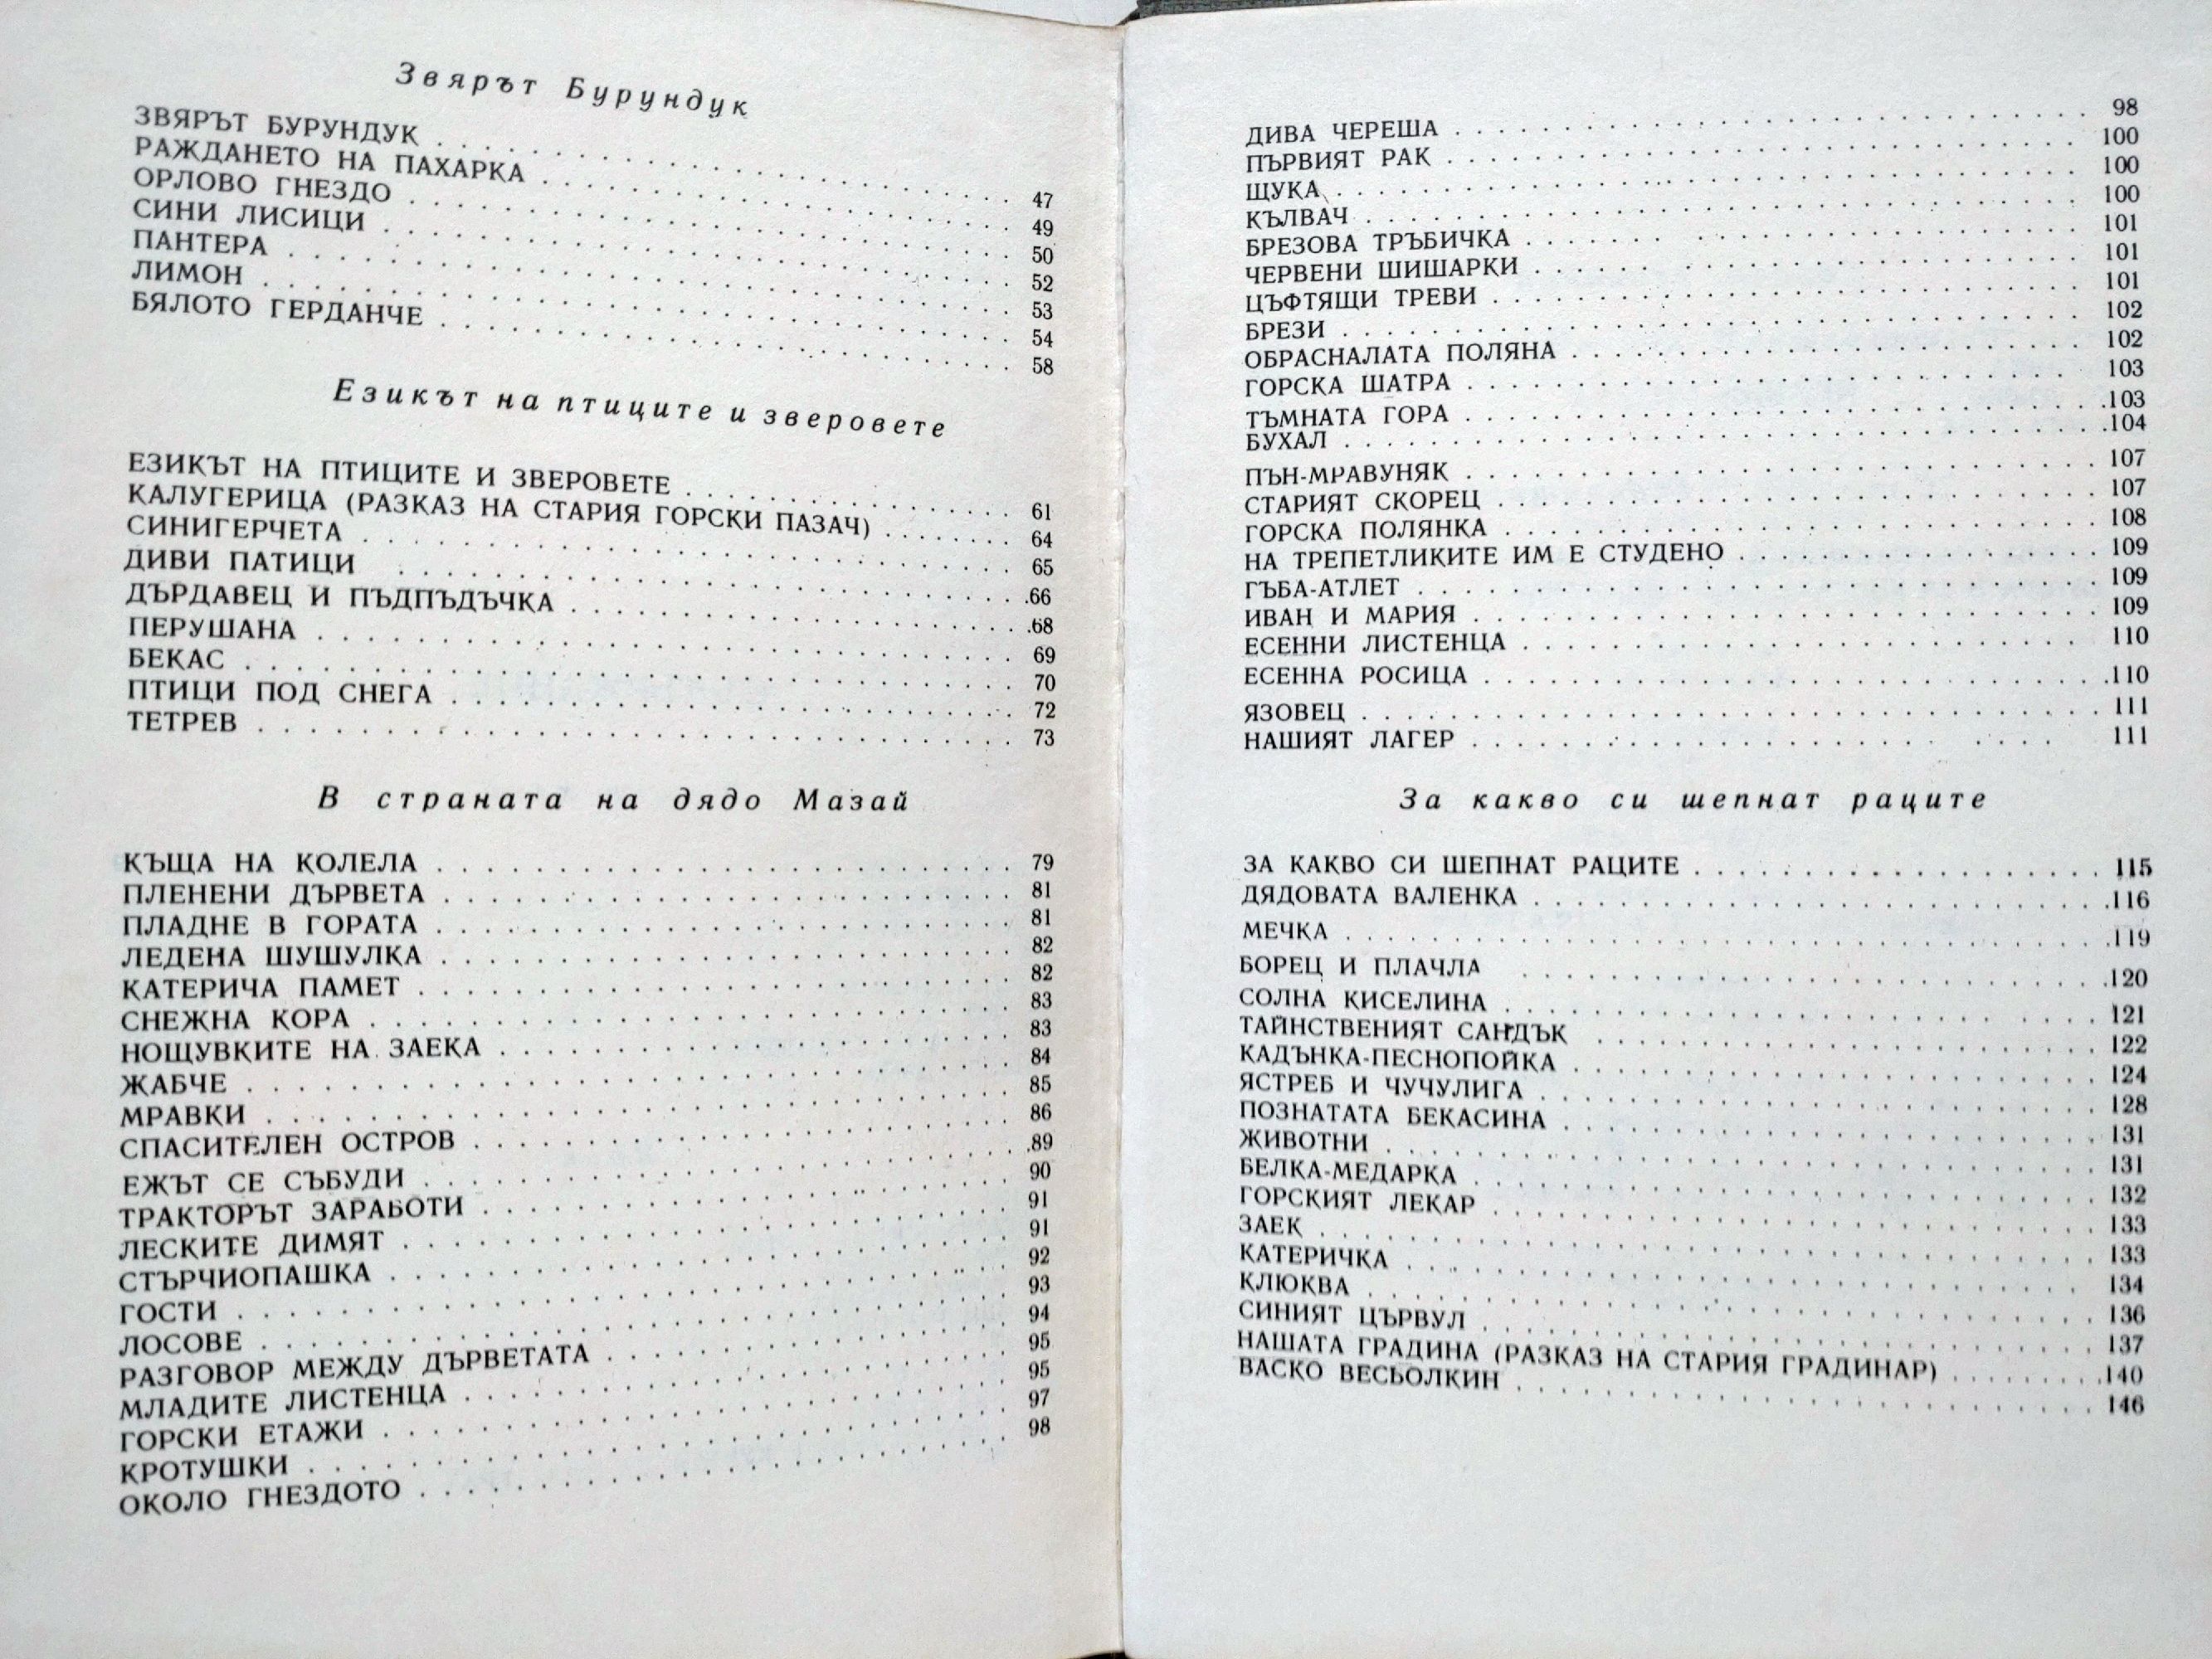 Звярът Бурундук
ЗВЯРЪТ БУРУНДУК . . . 47
РАЖДАНЕТО НА ПАХАРКА . . . 49
ОРЛОВО ГНЕЗДО . . . 50
СИНИ ЛИСИЦИ . . . 52
ПАНТЕРА . . . 53
ЛИМОН . . . 54
БЯЛОТО ГЕРДАНЧЕ . . . 58
Езикът на птиците и зверовете
ЕЗИКЪТ НА ПТИЦИТЕ И ЗВЕРОВЕТЕ . . . 61
КАЛУГЕРИЦА (РАЗКАЗ НА СТАРИЯ ГОРСКИ ПАЗАЧ) . . . 64
СИНИГЕРЧЕТА . . . 65
ДИВИ ПАТИЦИ . . . 66
ДЪРДАВЕЦ И ПЪДПЪДЪЧКА . . . 68
ПЕРУШАНА . . . 69
БЕКАС . . . 70
ПТИЦИ ПОД СНЕГА . . . 72
ТЕТРЕВ . . . 73
В страната на дядо Мазай
КЪЩА НА КОЛЕЛА . . . 79
ПЛЕНЕНИ ДЪРВЕТА . . . 81
ПЛАДНЕ В ГОРАТА . . . 81
ЛЕДЕНА ШУШУЛКА . . . 82
КАТЕРИЧА ПАМЕТ . . . 82
СНЕЖНА КОРА . . . 83
НОЩУВКИТЕ НА ЗАЕКА . . . 83
ЖАБЧЕ . . . 84
МРАВКИ . . . 85
СПАСИТЕЛЕН ОСТРОВ . . . 86
ЕЖЪТ СЕ СЪБУДИ . . . 89
ТРАКТОРЪТ ЗАРАБОТИ . . . 90
ЛЕСКИТЕ ДИМЯТ . . . 91
СТЪРЧИОПАШКА . . . 91
ГОСТИ . . . 92
ЛОСОВЕ . . . 93
РАЗГОВОР МЕЖДУ ДЪРВЕТАТА . . . 94
МЛАДИТЕ ЛИСТЕНЦА . . . 95
ГОРСКИ ЕТАЖИ . . . 95
КРОТУШКИ . . . 97
ОКОЛО ГНЕЗДОТО . . . 98
ДИВА ЧЕРЕША . . . 98
ПЪРВИЯТ РАК . . . 100
ЩУКА . . . 100
КЪЛВАЧ . . . 100
БРЕЗОВА ТРЪБИЧКА . . . 101
ЧЕРВЕНИ ШИШАРКИ . . . 101
ЦЪФТЯЩИ ТРЕВИ . . . 101
БРЕЗИ . . . 102
ОБРАСНАЛАТА ПОЛЯНА . . . 102
ГОРСКА ШАТРА . . . 103
ТЪМНАТА ГОРА . . . 103
БУХАЛ . . . 104
ПЪН-МРАВУНЯК . . . 107
СТАРИЯТ СКОРЕЦ . . . 107
ГОРСКА ПОЛЯНКА . . . 108
НА ТРЕПЕТЛИКИТЕ ИМ Е СТУДЕНО . . . 109
ГЪБА-АТЛЕТ . . . 109
ИВАН И МАРИЯ . . . 109
ЕСЕННИ ЛИСТЕНЦА . . . 110
ЕСЕННА РОСИЦА . . . 110
ЯЗОВЕЦ . . . 111
НАШИЯТ ЛАГЕР . . . 111
За какво си шепнат раците
ЗА КАКВО СИ ШЕПНАТ РАЦИТЕ . . . 115
ДЯДОВАТА ВАЛЕНКА . . . 116
МЕЧКА . . . 119
БОРЕЦ И ПЛАЧЛА . . . 120
СОЛНА КИСЕЛИНА . . . 121
ТАЙНСТВЕНИЯТ САНДЪК . . . 122
КАДЪНКА-ПЕСНОПОЙКА . . . 124
ЯСТРЕБ И ЧУЧУЛИГА . . . 128
ПОЗНАТАТА БЕКАСИНА . . . 131
ЖИВОТНИ . . . 131
БЕЛКА-МЕДАРКА . . . 132
ГОРСКИЯТ ЛЕКАР . . . 133
ЗАЕК . . . 133
КАТЕРИЧКА . . . 134
КЛЮКВА . . . 136
СИНИЯТ ЦЪРВУЛ . . . 137
НАШАТА ГРАДИНА (РАЗКАЗ НА СТАРИЯ ГРАДИНАР) . . . 140
ВАСКО ВЕСЬОЛКИН . . . 146